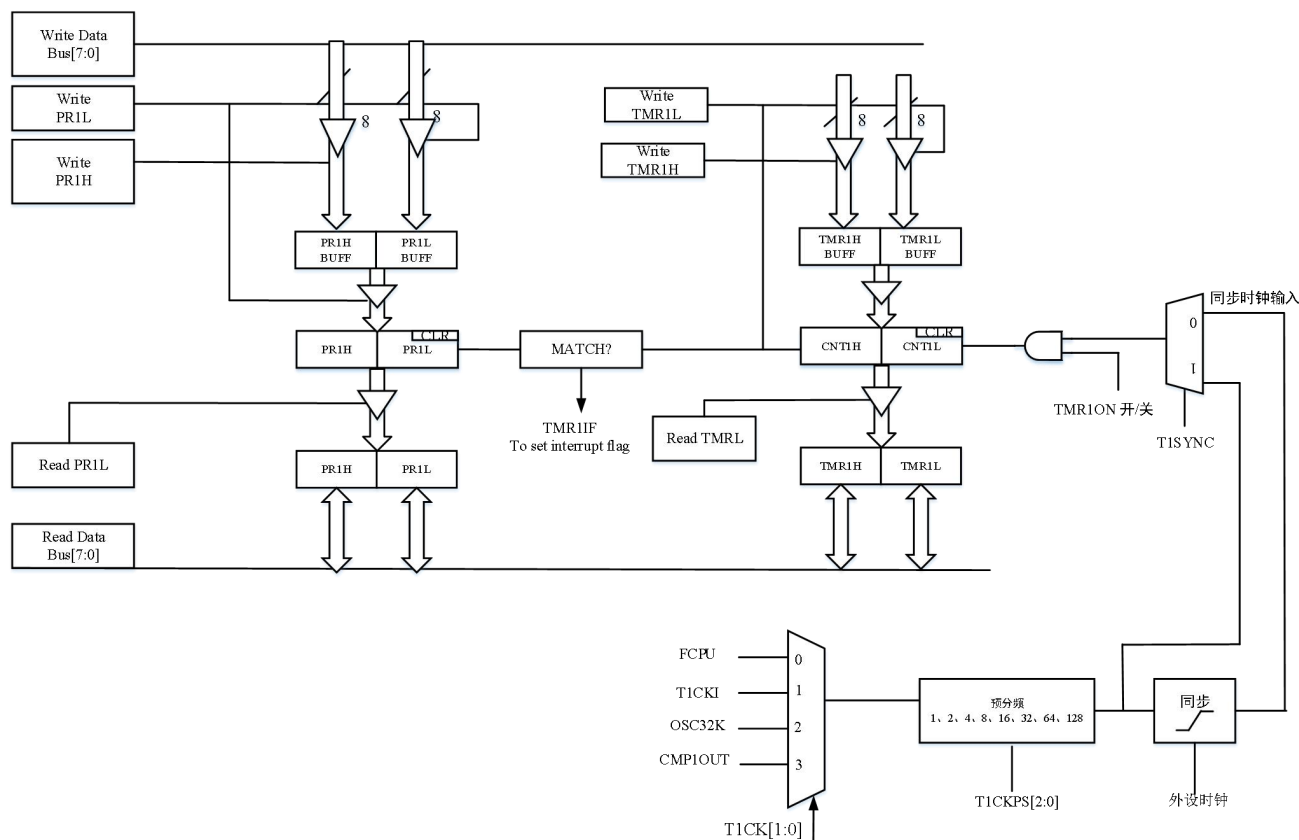 Write Data
Bus[7:0]
Write
PR1L
Write
PR1H
8
8
Write
TMR1L
Write
TMR1H
8
8
PR1H
BUFF
PR1L
BUFF
TMR1H
BUFF
TMR1L
BUFF
同步时钟输入
0
1
CLR
PR1H
PR1L
MATCH?
CLR
CNT1H
CNT1L
TMR1ON 开/关
T1SYNC
TMR1IF
To set interrupt flag
Read TMRL
Read PR1L
PR1H
PR1L
TMR1H
TMR1L
Read Data
Bus[7:0]
FCPU
0
T1CKI
1
OSC32K
2
CMP1OUT
3
预分频
1、2、4、8、16、32、64、128
同步
T1CKPS[2:0]
外设时钟
T1CK[1:0]